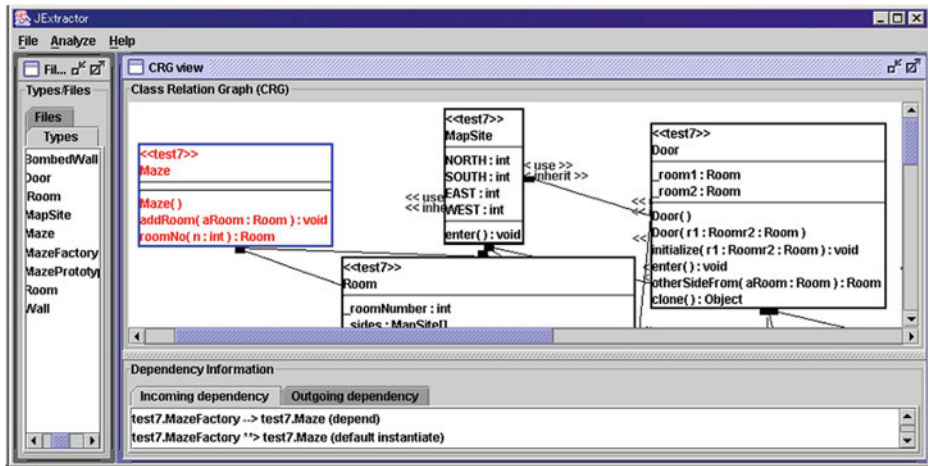 JExtractor
File Analyze Help
Fil...
CRG view
Types/Files
Class Relation Graph (CRG)
Files
Types
BombedWall
Door
Room
MapSite
Maze
MazeFactory
MazePrototyp
Room
Wall
<<test7>>
Maze
Maze( )
addRoom( aRoom : Room ) : void
roomNo( n : int ) : Room
<<test7>>
MapSite
NORTH : int
SOUTH : int
EAST : int
WEST : int
enter( ) : void
< use >>
< inherit >>
<< use
<< inhe
<<test7>>
Door
_room1 : Room
_room2 : Room
Door( )
Door( r1 : Roomr2 : Room )
initialize( r1 : Roomr2 : Room ) : void
enter( ) : void
otherSideFrom( aRoom : Room ) : Room
clone( ) : Object
<<
<<
<<
<<test7>>
Room
_roomNumber : int
_sides : MapSite[]
Dependency Information
Incoming dependency Outgoing dependency
test7.MazeFactory --> test7.Maze (depend)
test7.MazeFactory **> test7.Maze (default instantiate)